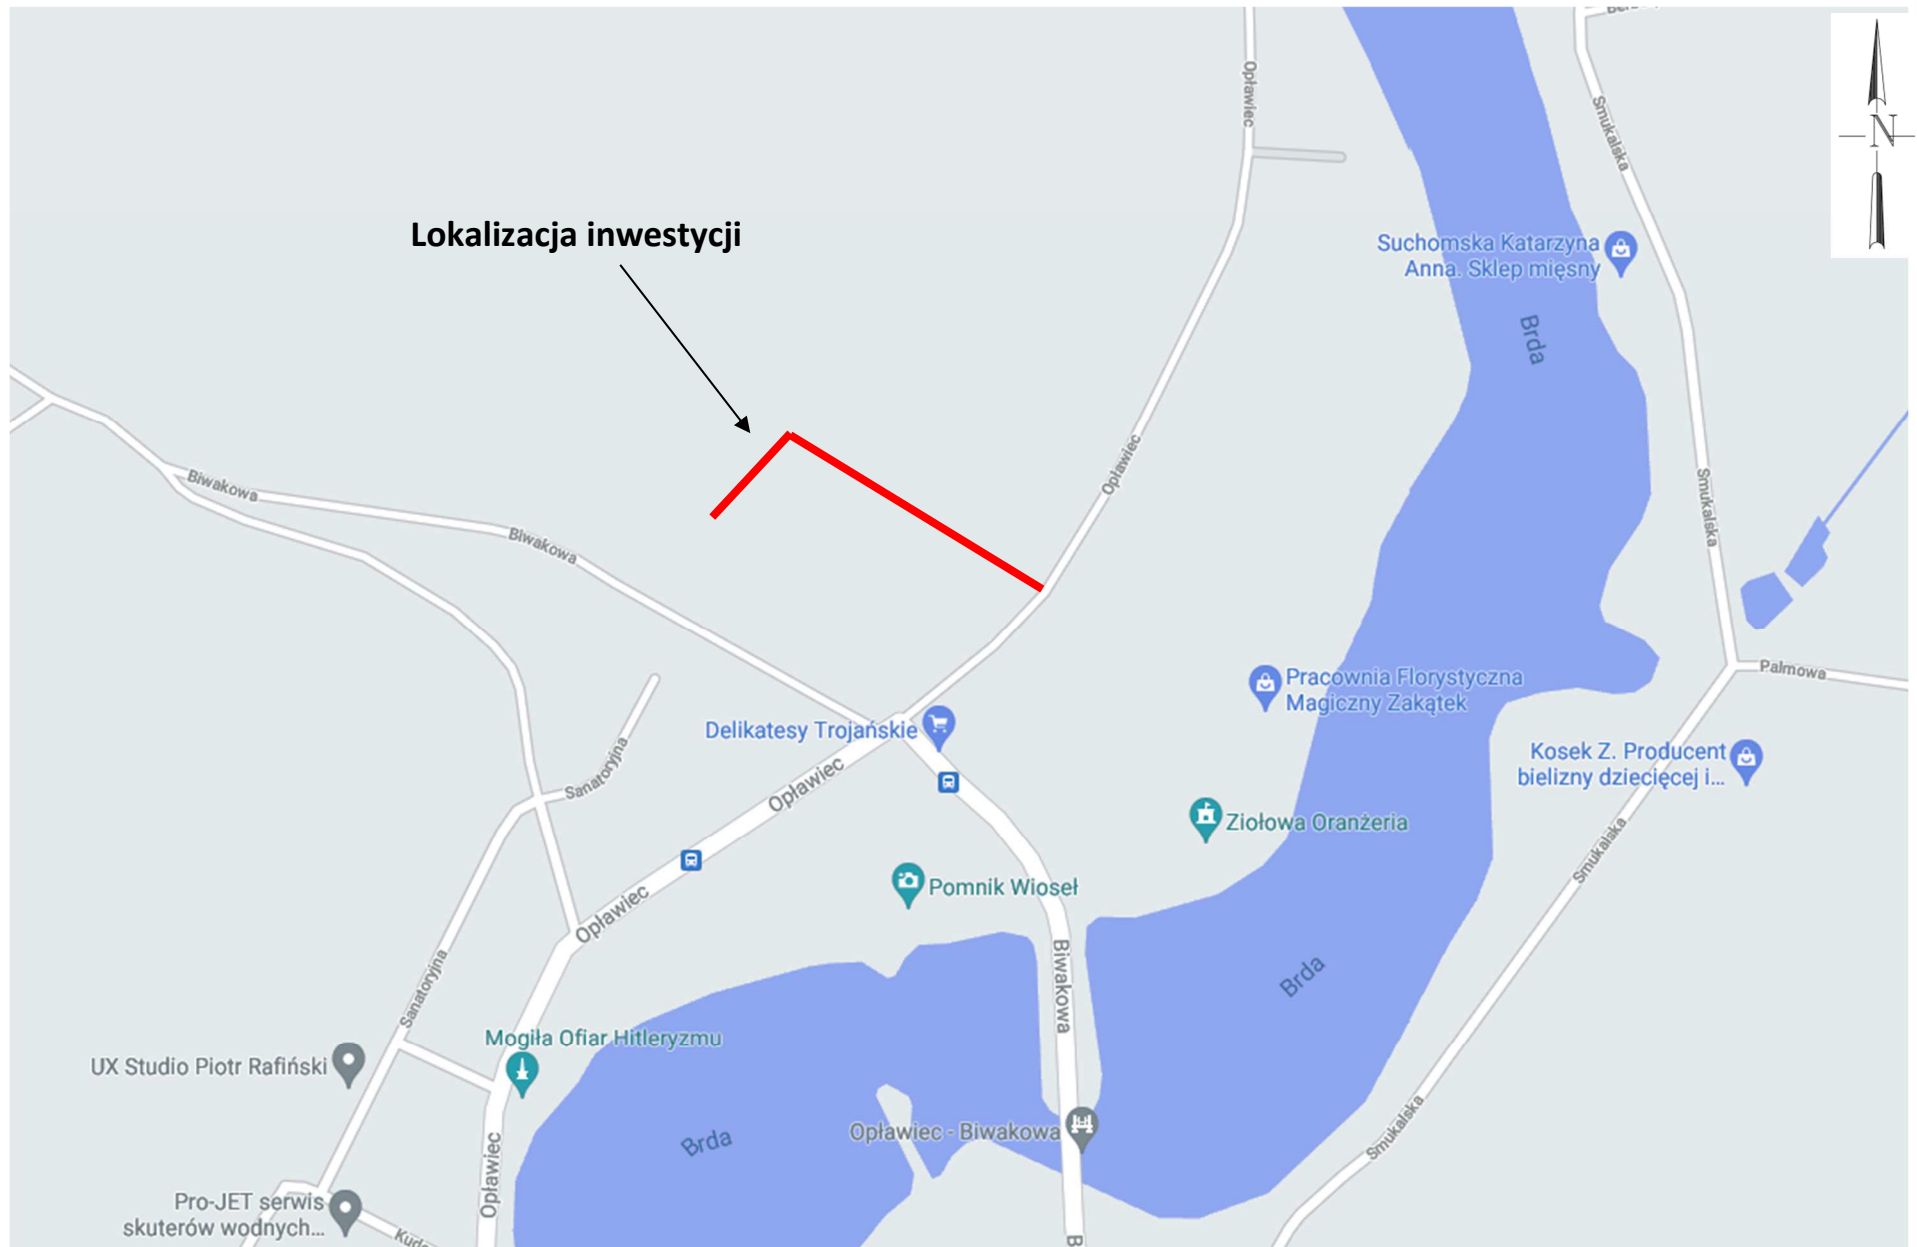 Opławiec
Smukalska
N
Lokalizacja inwestycji
Suchomska Katarzyna
Anna. Sklep mięsny
Brda
Opławiec
Biwakowa
Smukalska
Biwakowa
Palmowa
Pracownia Florystyczna
Magiczny Zakątek
Delikatesy Trojańskie
Kosek Z. Producent
bielizny dziecięcej i...
Sanatoryjna
Opławiec
Ziołowa Oranżeria
Smukalska
Pomnik Wioseł
Opławiec
Biwakowa
Brda
Sanatoryjna
Mogiła Ofiar Hitleryzmu
UX Studio Piotr Rafiński
Opławiec - Biwakowa
Smukalska
Brda
Opławiec
Pro-JET serwis
skuterów wodnych...
B